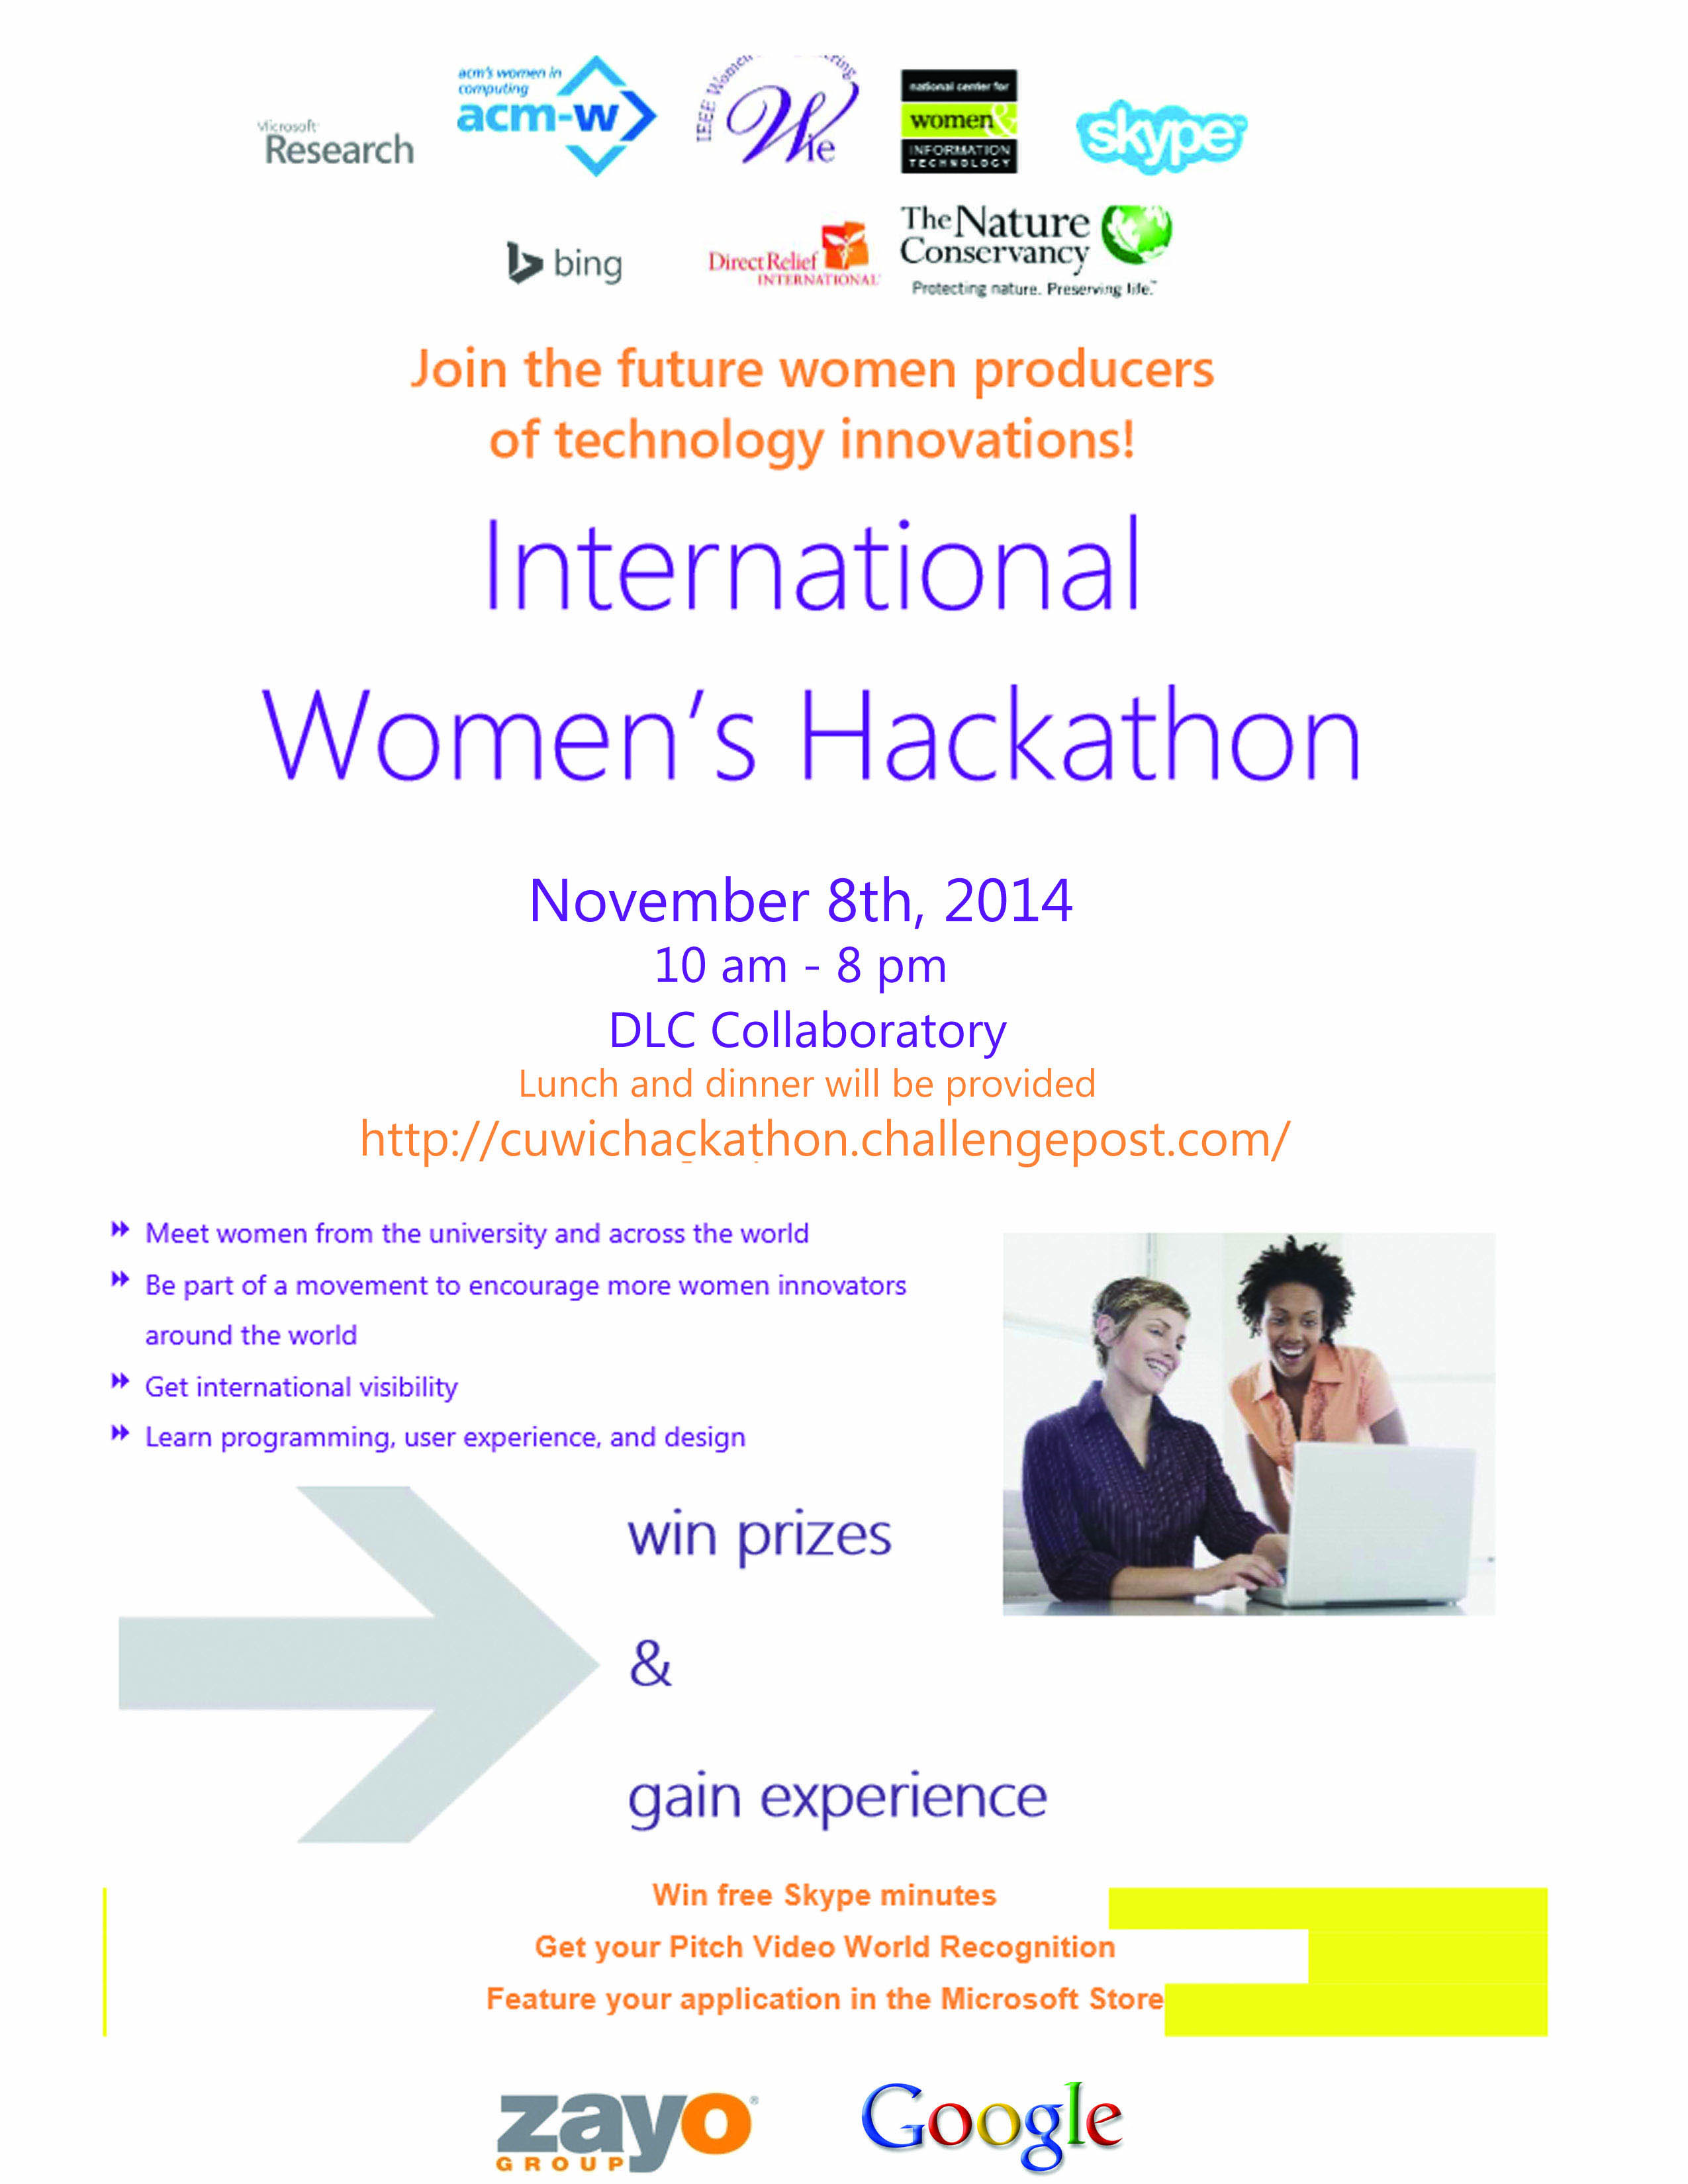 Microsoft
Research
acm's women in
computing
acm-w
IEEE Women
Wie
national center for
women &
INFORMATION
TECHNOLOGY
skype™
bing
Direct Relief
INTERNATIONAL
The Nature
Conservancy
Protecting nature. Preserving life.™
Join the future women producers
of technology innovations!
International
Women's Hackathon
November 8th, 2014
10 am - 8 pm
DLC Collaboratory
Lunch and dinner will be provided
http://cuwichackathon.challengepost.com/
Meet women from the university and across the world
Be part of a movement to encourage more women innovators
around the world
Get international visibility
Learn programming, user experience, and design
win prizes
&
gain experience
Win free Skype minutes
Get your Pitch Video World Recognition
Feature your application in the Microsoft Store
zayo®
GROUP
Google